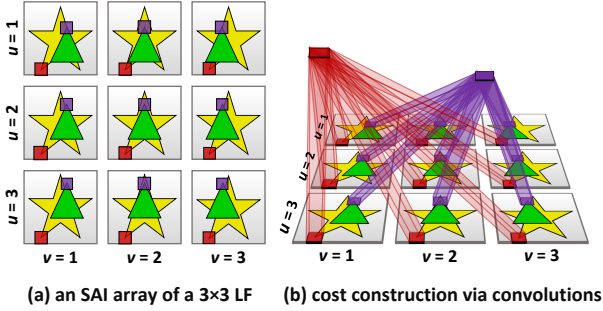 u = 1
u = 2
u = 3
v = 1
v = 2
v = 3
(a) an SAI array of a 3×3 LF
u = 1
u = 2
u = 3
v = 1
v = 2
v = 3
(b) cost construction via convolutions